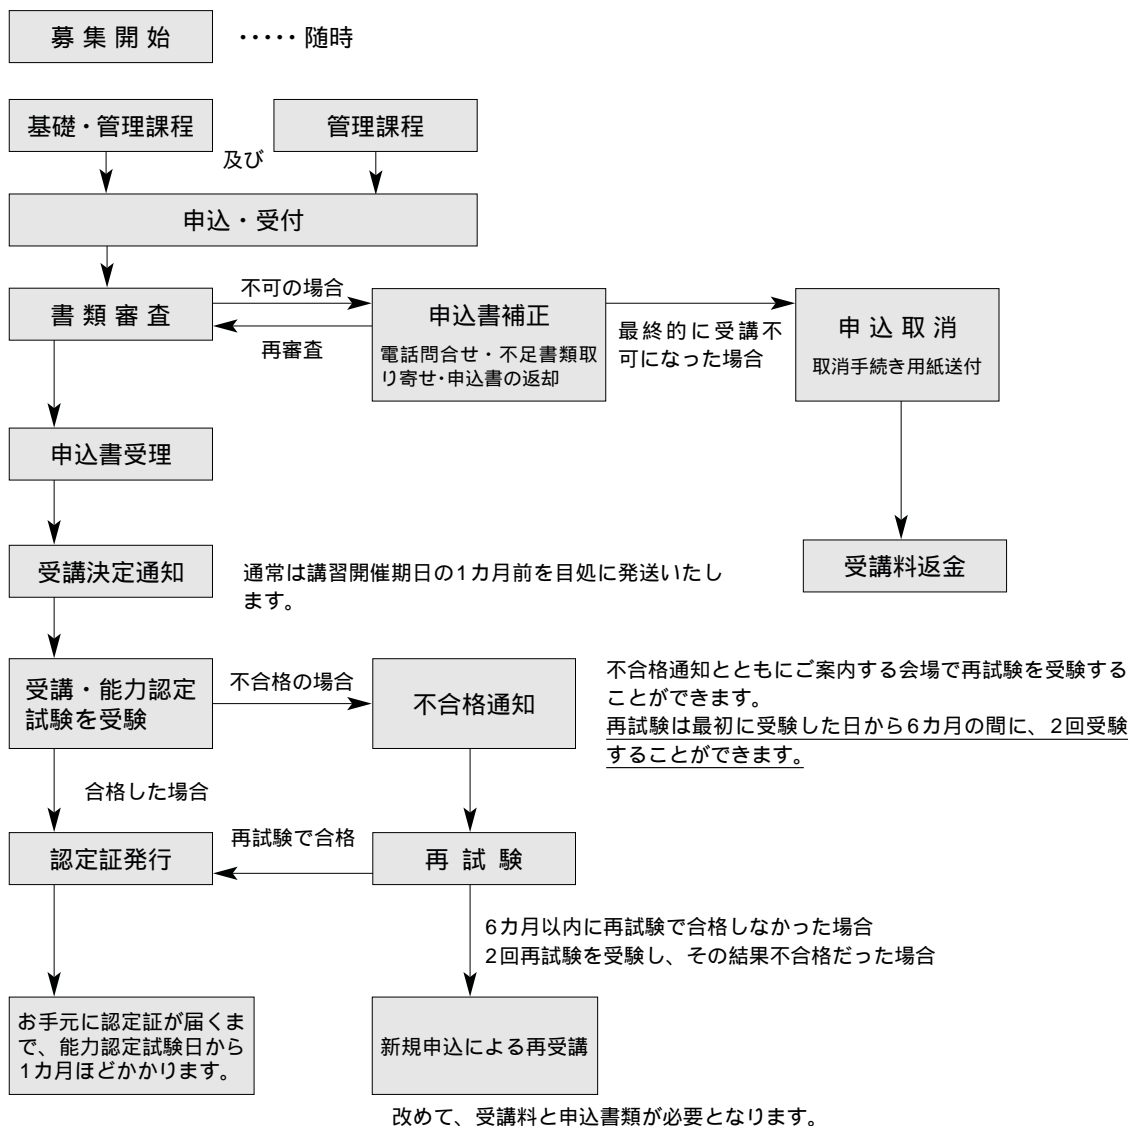 募集開始 ‥‥‥ 随時
基礎・管理課程
管理課程
及び
申込・受付
書類審査
不可の場合
再審査
申込書補正
電話問合せ・不足書類取
り寄せ・申込書の返却
最終的に受講不
可になった場合
申込取消
取消手続き用紙送付
申込書受理
受講料返金
受講決定通知
通常は講習開催期日の1カ月前を目処に発送いたし
ます。
受講・能力認定
試験を受験
不合格の場合
不合格通知
不合格通知とともにご案内する会場で再試験を受験する
ことができます。
再試験は最初に受験した日から6カ月の間に、2回受験
することができます。
合格した場合
認定証発行
再試験で合格
再試験
6カ月以内に再試験で合格しなかった場合
2回再試験を受験し、その結果不合格だった場合
お手元に認定証が届くま
で、能力認定試験日から
1カ月ほどかかります。
新規申込による再受講
改めて、受講料と申込書類が必要となります。